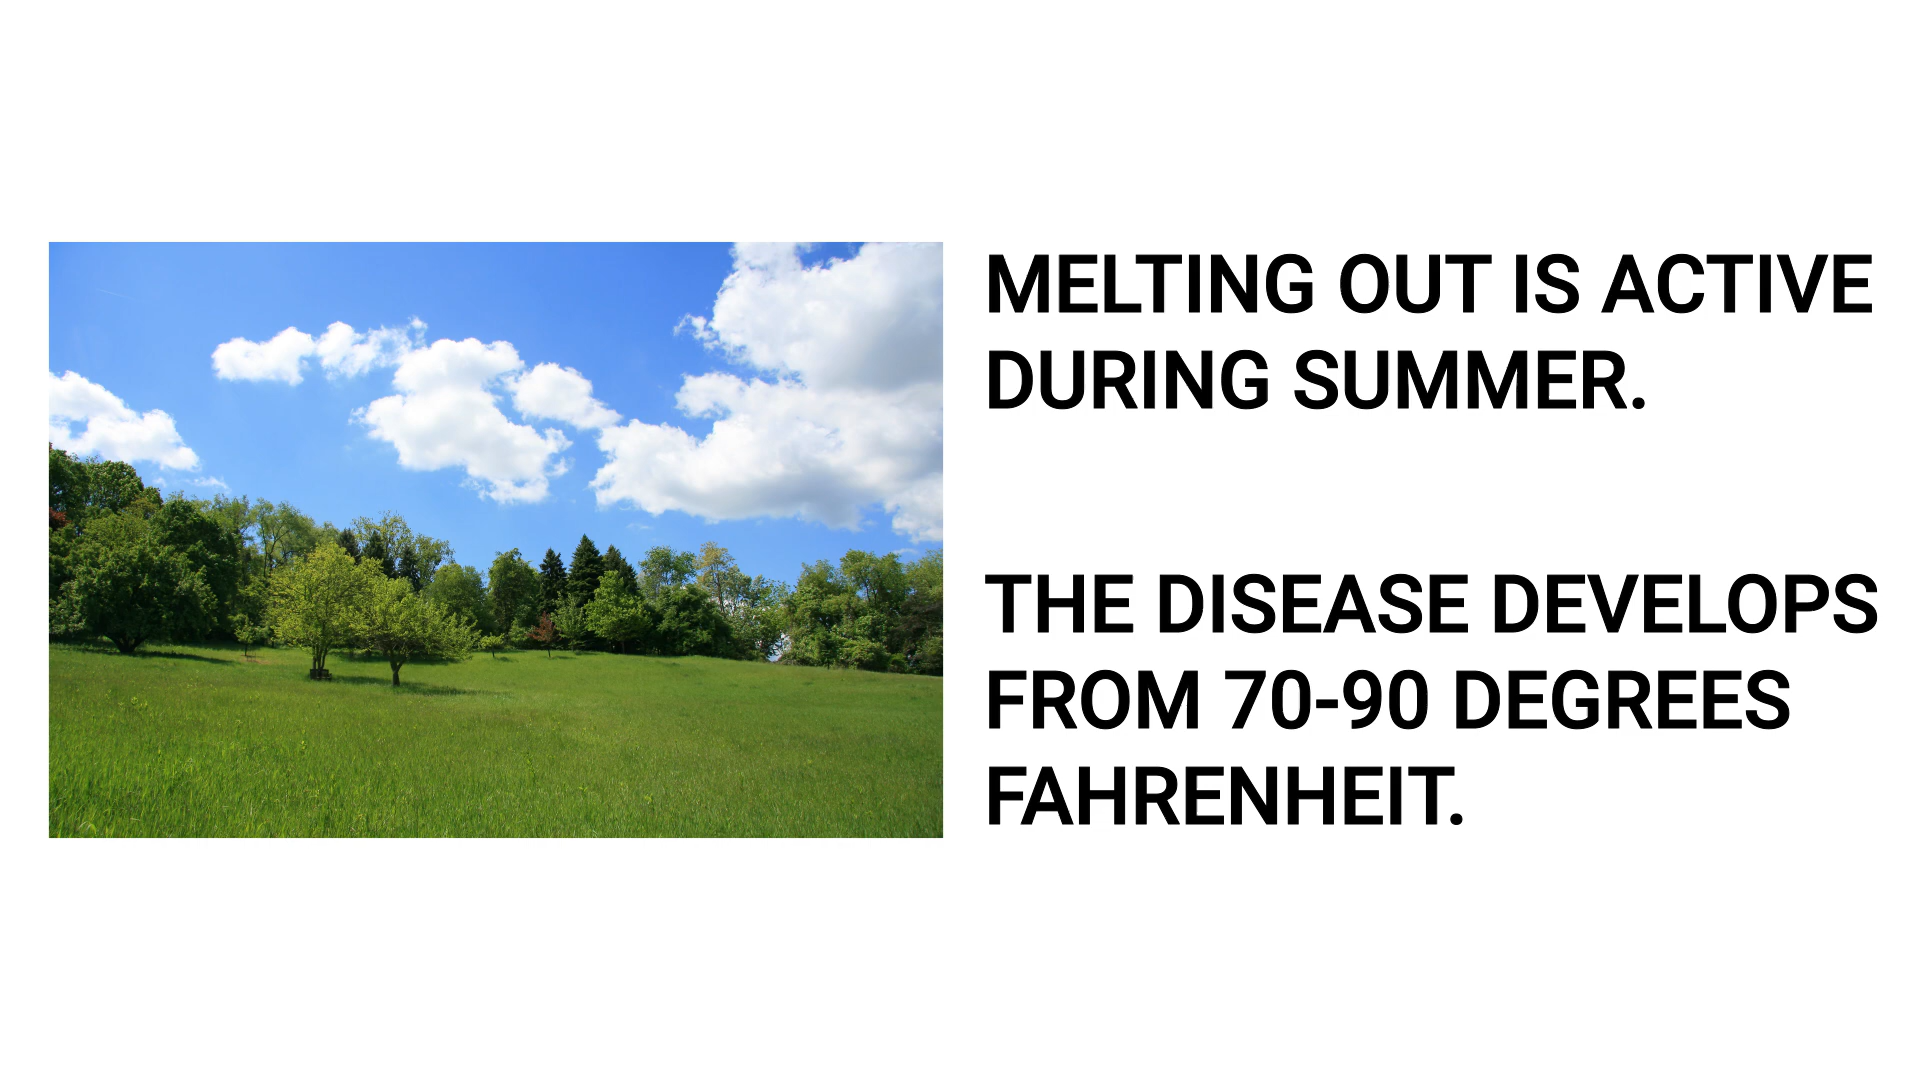 MELTING OUT IS ACTIVE
DURING SUMMER.
THE DISEASE DEVELOPS
FROM 70-90 DEGREES
FAHRENHEIT.